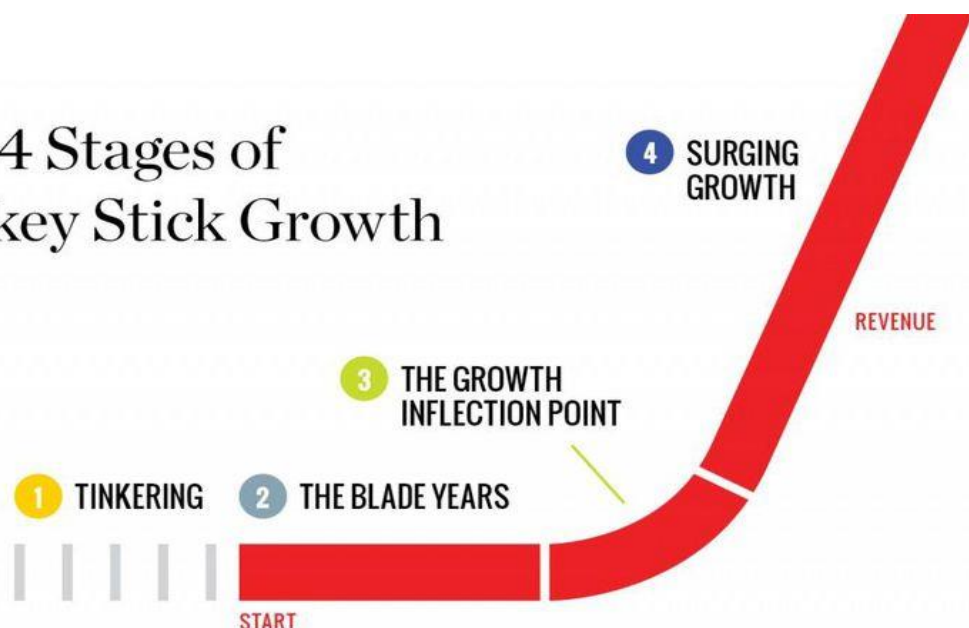 4 Stages of
key Stick Growth
4 SURGING
GROWTH
REVENUE
3 THE GROWTH
INFLECTION POINT
1 TINKERING
2 THE BLADE YEARS
START